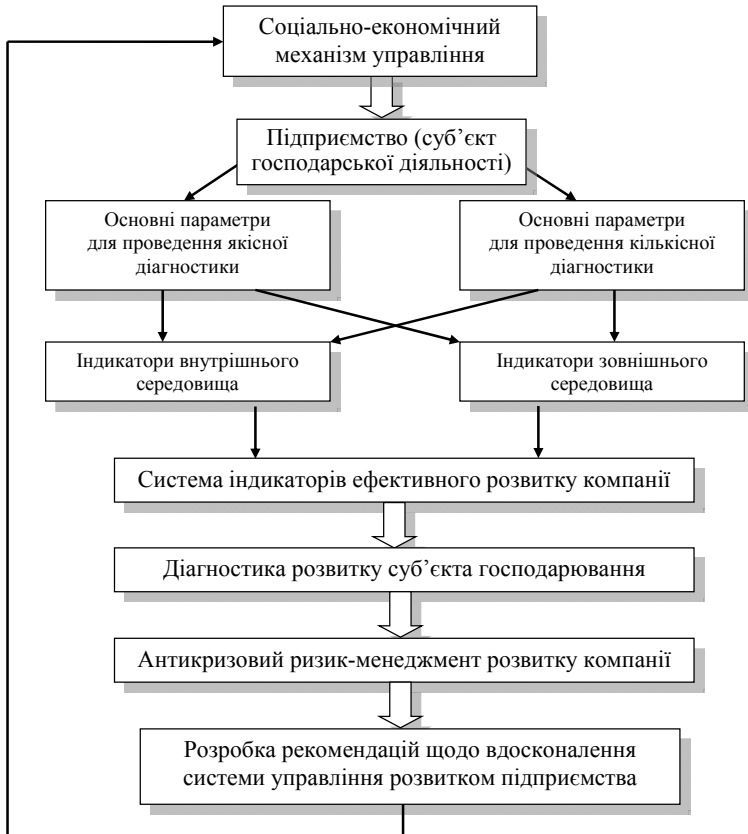 Соціально-економічний
механізм управління
Підприємство (суб’єкт
господарської діяльності)
Основні параметри
для проведення якісної
діагностики
Основні параметри
для проведення кількісної
діагностики
Індикатори внутрішнього
середовища
Індикатори зовнішнього
середовища
Система індикаторів ефективного розвитку компанії
Діагностика розвитку суб’єкта господарювання
Антикризовий ризик-менеджмент розвитку компанії
Розробка рекомендацій щодо вдосконалення
системи управління розвитком підприємства